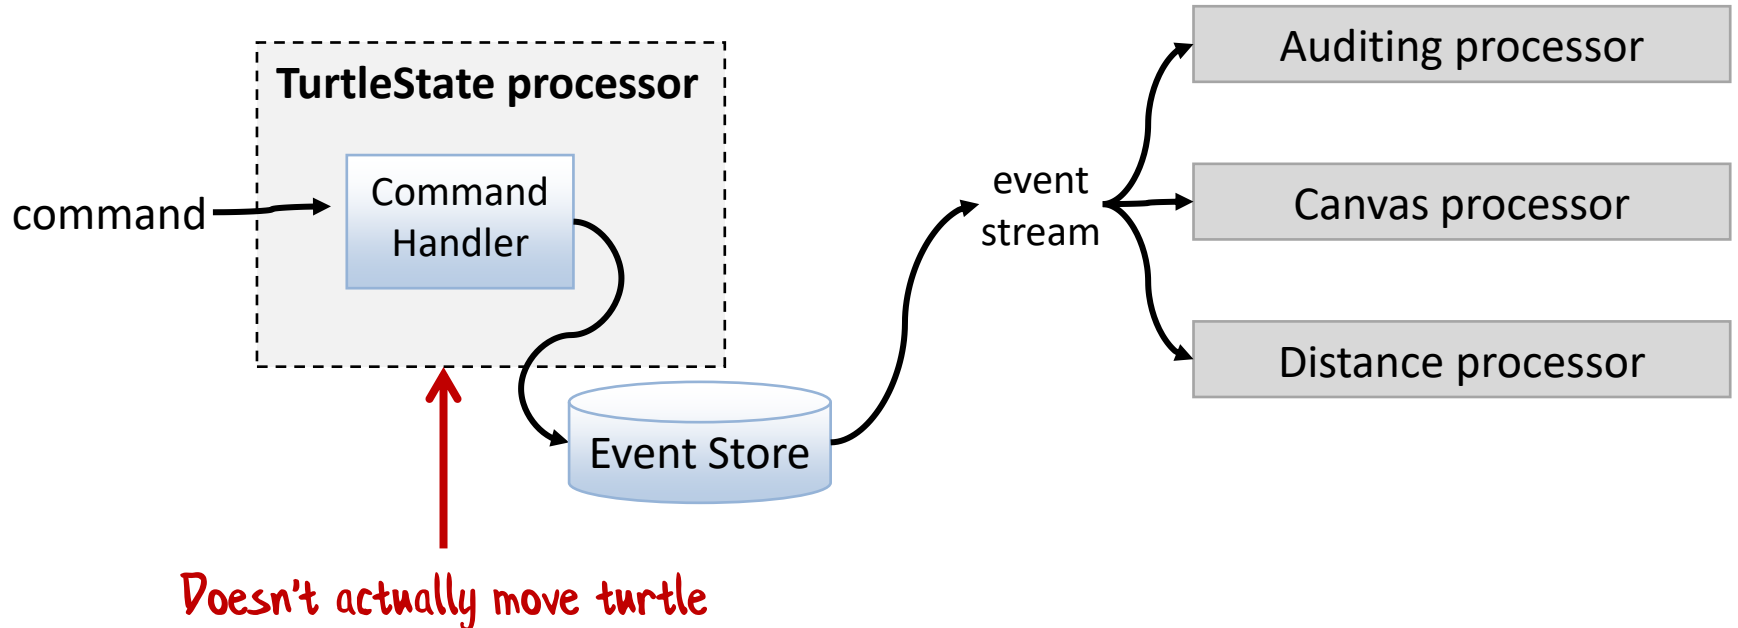 TurtleState processor
command
Command
Handler
Event Store
event
stream
Auditing processor
Canvas processor
Distance processor
Doesn't actually move turtle